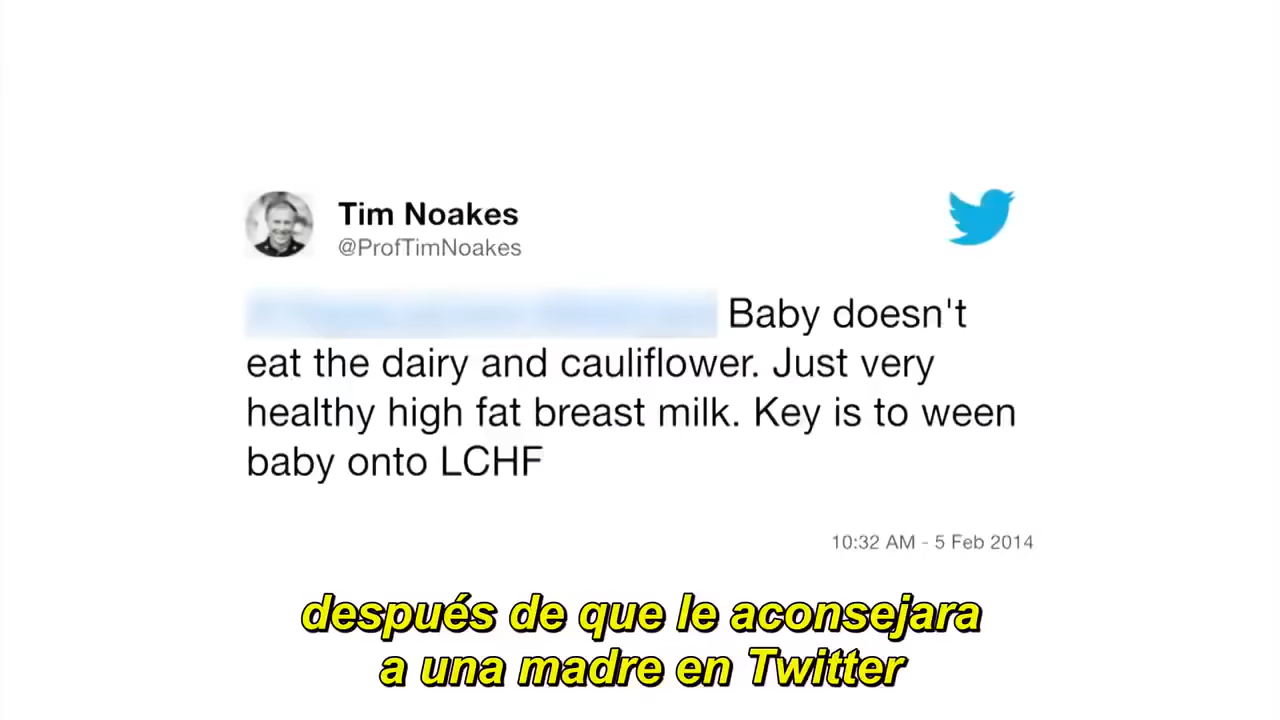 Tim Noakes
@ProfTimNoakes
Baby doesn't
eat the dairy and cauliflower. Just very
healthy high fat breast milk. Key is to ween
baby onto LCHF
10:32 AM - 5 Feb 2014
después de que le aconsejara
a una madre en Twitter